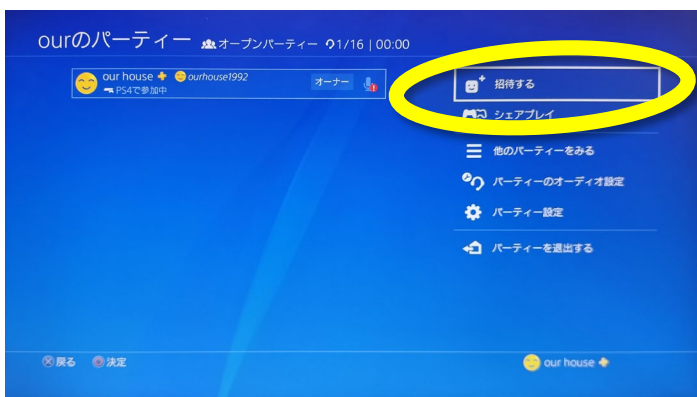 ourのパーティー オープンパーティー 1/16 | 00:00
our house ourhouse1992
PS4で参加中
オーナー
招待する
シェアプレイ
他のパーティーをみる
パーティーのオーディオ設定
パーティー設定
パーティーを退出する
戻る 決定
our house